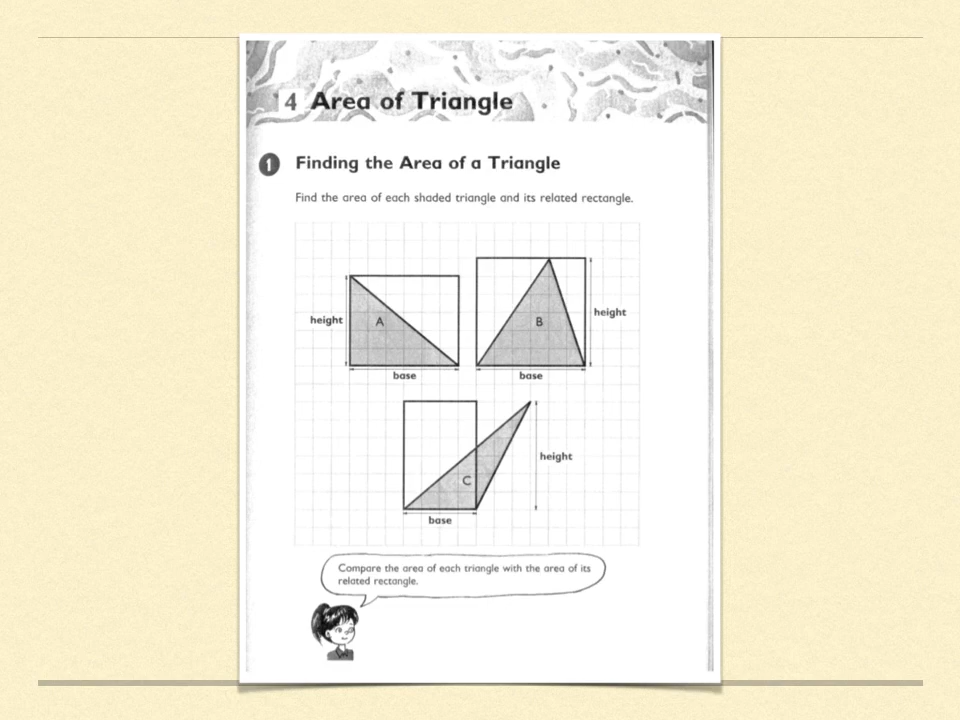 4 Area of Triangle
1 Finding the Area of a Triangle
Find the area of each shaded triangle and its related rectangle.
height
A
base
B
height
base
C
height
base
Compare the area of each triangle with the area of its
related rectangle.